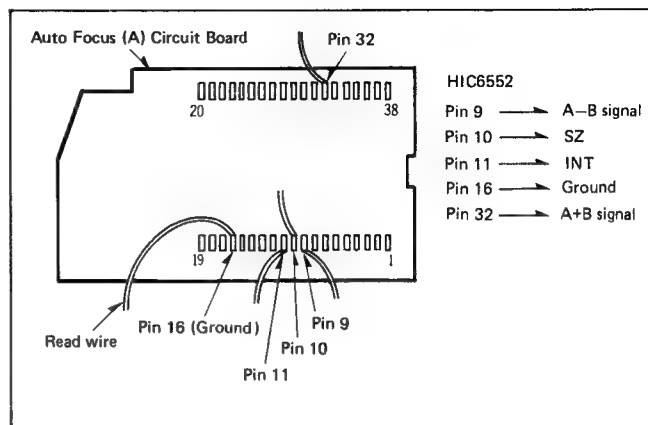 Auto Focus (A) Circuit Board
Pin 32
20
38
HIC6552
Pin 9 → A−B signal
Pin 10 → SZ
Pin 11 → INT
Pin 16 → Ground
Pin 32 → A+B signal
19
1
Read wire
Pin 16 (Ground)
Pin 9
Pin 10
Pin 11